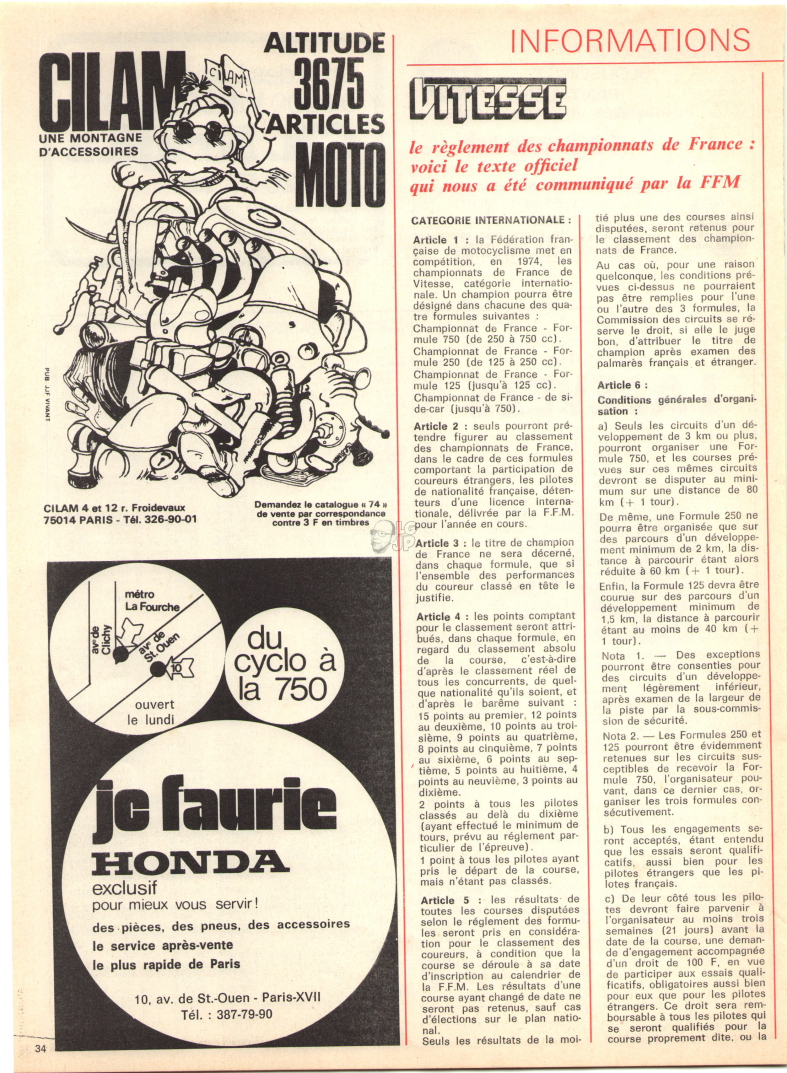 CILAM
CILAM!
UNE MONTAGNE
D'ACCESSOIRES
ALTITUDE
3675
ARTICLES
MOTO
PUB JJF VIVANT
CILAM 4 et 12 r. Froidevaux
75014 PARIS - Tél. 326-90-01
Demandez le catalogue « 74 »
de vente par correspondance
contre 3 F en timbres
LG
JP
métro
La Fourche
avᵉ de
Clichy
avᵉ de
St. Ouen
10
ouvert
le lundi
du
cyclo à
la 750
jc faurie
HONDA
exclusif
pour mieux vous servir!
des pièces, des pneus, des accessoires
le service après-vente
le plus rapide de Paris
10, av. de St.-Ouen - Paris-XVII
Tél. : 387-79-90
34
INFORMATIONS
VITESSE
le règlement des championnats de France :
voici le texte officiel
qui nous a été communiqué par la FFM
CATEGORIE INTERNATIONALE :
Article 1 : la Fédération fran-
çaise de motocyclisme met en
compétition, en 1974, les
championnats de France de
Vitesse, catégorie internatio-
nale. Un champion pourra être
désigné dans chacune des qua-
tre formules suivantes :
Championnat de France - For-
mule 750 (de 250 à 750 cc).
Championnat de France - For-
mule 250 (de 125 à 250 cc).
Championnat de France - For-
mule 125 (jusqu'à 125 cc).
Championnat de France - de si-
de-car (jusqu'à 750).
Article 2 : seuls pourront pré-
tendre figurer au classement
des championnats de France,
dans le cadre de ces formules
comportant la participation de
coureurs étrangers, les pilotes
de nationalité française, déten-
teurs d'une licence interna-
tionale, délivrée par la F.F.M.
pour l'année en cours.
Article 3 : le titre de champion
de France ne sera décerné,
dans chaque formule, que si
l'ensemble des performances
du coureur classé en tête le
justifie.
Article 4 : les points comptant
pour le classement seront attri-
bués, dans chaque formule, en
regard du classement absolu
de la course, c'est-à-dire
d'après le classement réel de
tous les concurrents, de quel-
que nationalité qu'ils soient, et
d'après le barême suivant :
15 points au premier, 12 points
au deuxième, 10 points au troi-
sième, 9 points au quatrième,
8 points au cinquième, 7 points
au sixième, 6 points au sep-
tième, 5 points au huitième, 4
points au neuvième, 3 points au
dixième.
2 points à tous les pilotes
classés au delà du dixième
(ayant effectué le minimum de
tours, prévu au réglement par-
ticulier de l'épreuve).
1 point à tous les pilotes ayant
pris le départ de la course,
mais n'étant pas classés.
Article 5 : les résultats de
toutes les courses disputées
selon le réglement des formu-
les seront pris en considéra-
tion pour le classement des
coureurs, à condition que la
course se déroule à sa date
d'inscription au calendrier de
la F.F.M. Les résultats d'une
course ayant changé de date ne
seront pas retenus, sauf cas
d'élections sur le plan natio-
nal.
Seuls les résultats de la moi-
tié plus une des courses ainsi
disputées, seront retenus pour
le classement des champion-
nats de France.
Au cas où, pour une raison
quelconque, les conditions pré-
vues ci-dessus ne pourraient
pas être remplies pour l'une
ou l'autre des 3 formules, la
Commission des circuits se ré-
serve le droit, si elle le juge
bon, d'attribuer le titre de
champion après examen des
palmarès français et étranger.
Article 6 :
Conditions générales d'organi-
sation :
a) Seuls les circuits d'un dé-
veloppement de 3 km ou plus,
pourront organiser une For-
mule 750, et les courses pré-
vues sur ces mêmes circuits
devront se disputer au mini-
mum sur une distance de 80
km (+ 1 tour).
De même, une Formule 250 ne
pourra être organisée que sur
des parcours d'un développe-
ment minimum de 2 km, la dis-
tance à parcourir étant alors
réduite à 60 km (+ 1 tour).
Enfin, la Formule 125 devra être
courue sur des parcours d'un
développement minimum de
1,5 km, la distance à parcourir
étant au moins de 40 km (+
1 tour).
Nota 1. — Des exceptions
pourront être consenties pour
des circuits d'un développe-
ment légèrement inférieur,
après examen de la largeur de
la piste par la sous-commis-
sion de sécurité.
Nota 2. — Les Formules 250 et
125 pourront être évidemment
retenues sur les circuits sus-
ceptibles de recevoir la For-
mule 750, l'organisateur pou-
vant, dans ce dernier cas, or-
ganiser les trois formules con-
sécutivement.
b) Tous les engagements se-
ront acceptés, étant entendu
que les essais seront qualifi-
catifs, aussi bien pour les
pilotes étrangers que les pi-
lotes français.
c) De leur côté tous les pilo-
tes devront faire parvenir à
l'organisateur au moins trois
semaines (21 jours) avant la
date de la course, une deman-
de d'engagement accompagnée
d'un droit de 100 F, en vue
de participer aux essais quali-
ficatifs, obligatoires aussi bien
pour eux que pour les pilotes
étrangers. Ce droit sera rem-
boursable à tous les pilotes qui
se seront qualifiés pour la
course proprement dite, ou la